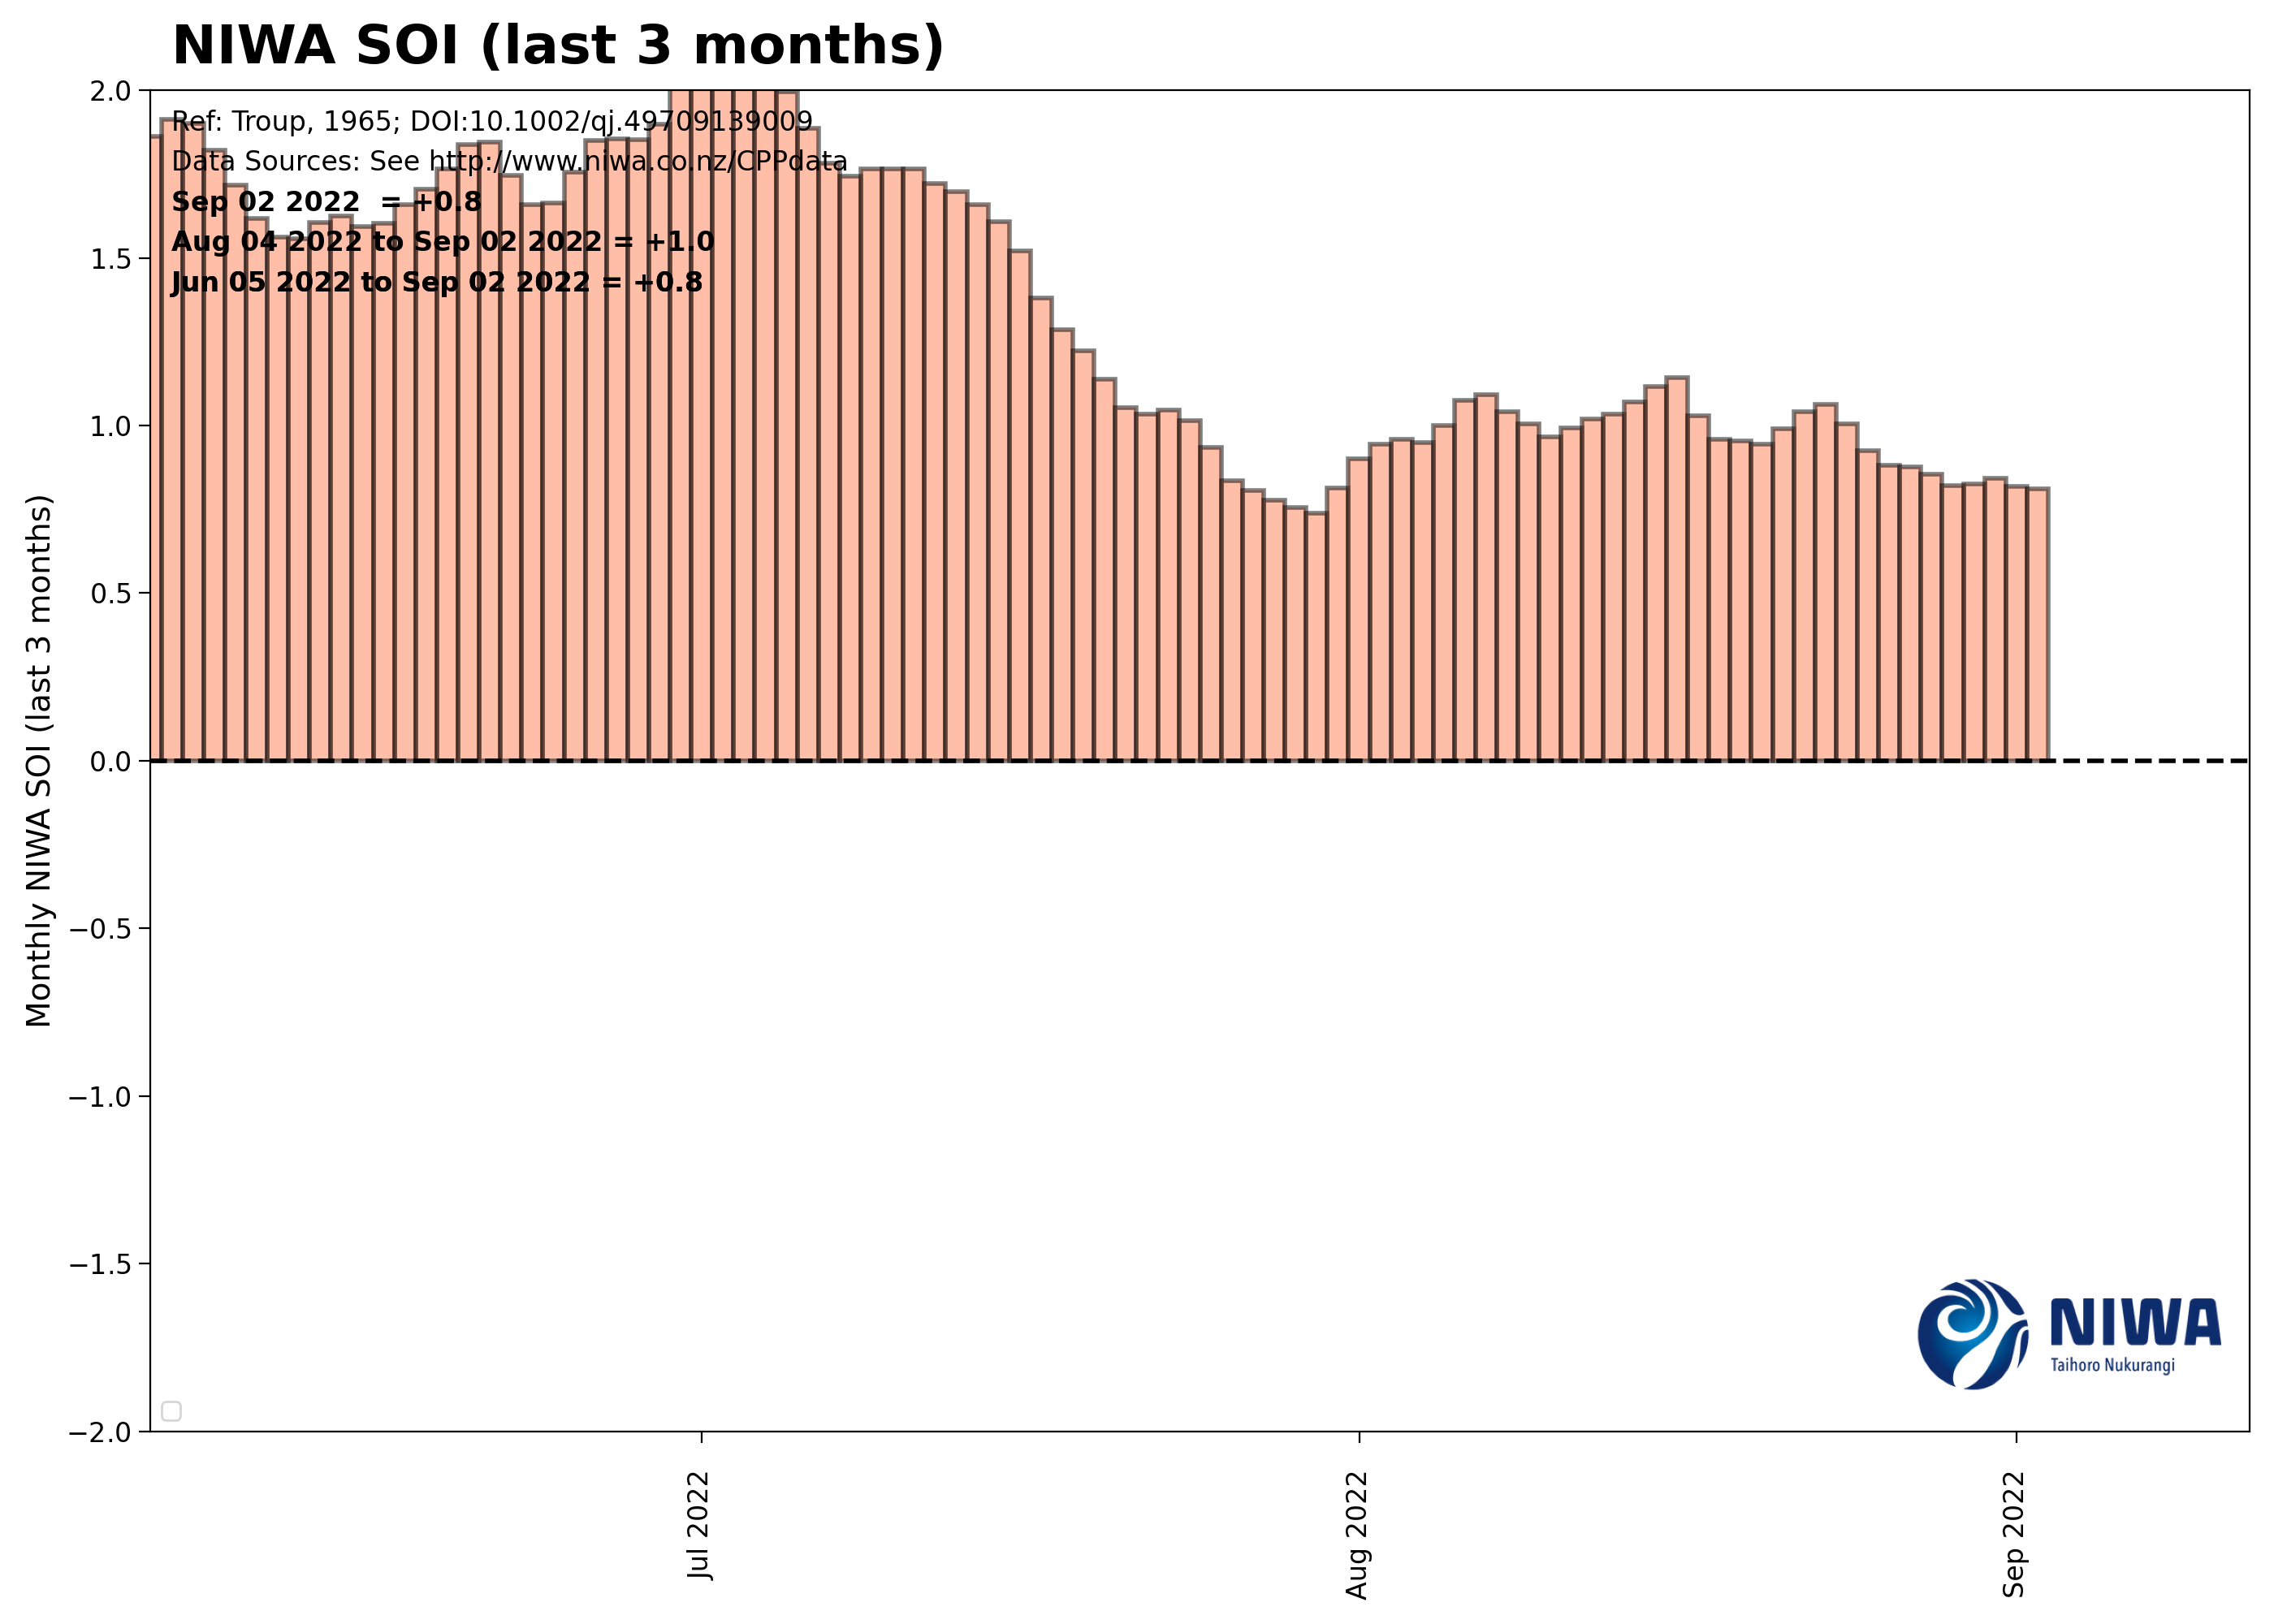 NIWA SOI (last 3 months)
Ref: Troup, 1965; DOI:10.1002/qj.49709139009
Data Sources: See http://www.niwa.co.nz/CPPdata
Sep 02 2022  = +0.8
Aug 04 2022 to Sep 02 2022 = +1.0
Jun 05 2022 to Sep 02 2022 = +0.8
Monthly NIWA SOI (last 3 months)
2.0
1.5
1.0
0.5
0.0
−0.5
−1.0
−1.5
−2.0
NIWA
Taihoro Nukurangi
Jul 2022
Aug 2022
Sep 2022